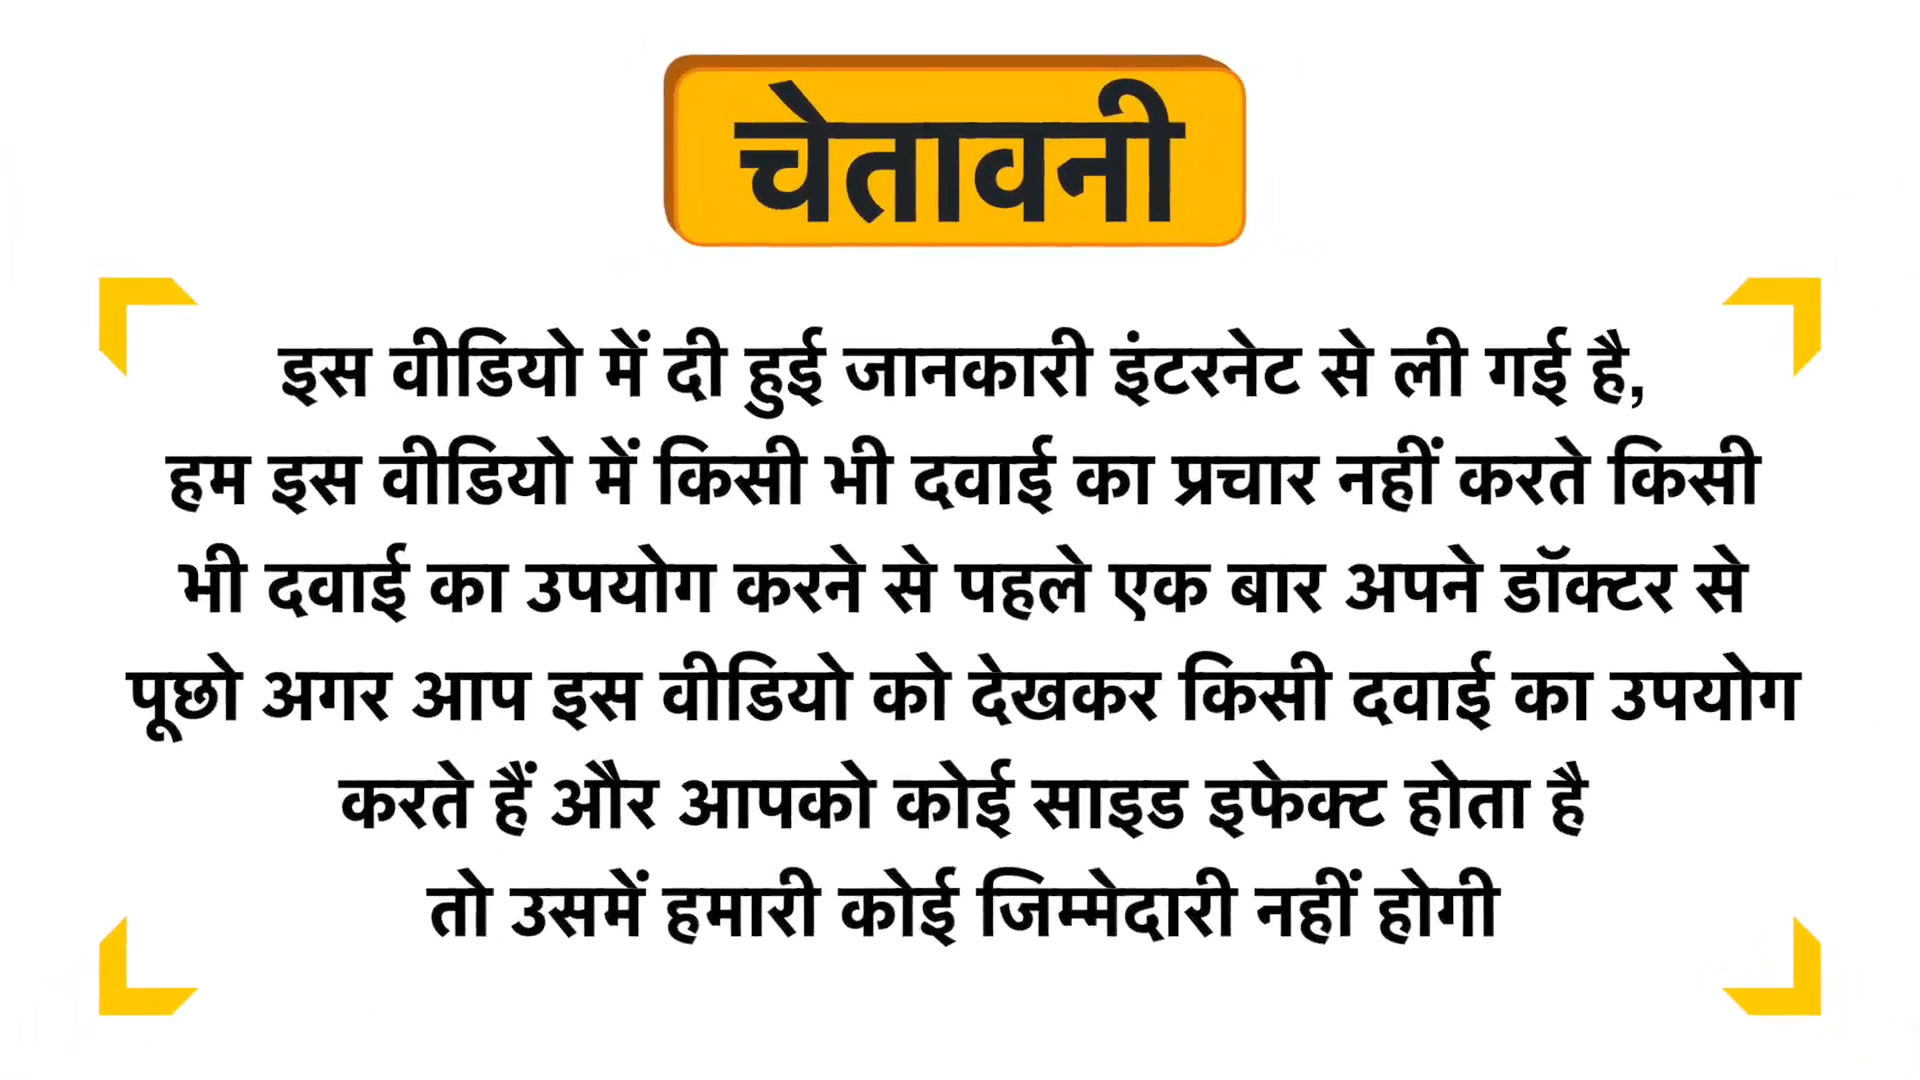 चेतावनी
इस वीडियो में दी हुई जानकारी इंटरनेट से ली गई है,
हम इस वीडियो में किसी भी दवाई का प्रचार नहीं करते किसी
भी दवाई का उपयोग करने से पहले एक बार अपने डॉक्टर से
पूछो अगर आप इस वीडियो को देखकर किसी दवाई का उपयोग
करते हैं और आपको कोई साइड इफेक्ट होता है
तो उसमें हमारी कोई जिम्मेदारी नहीं होगी